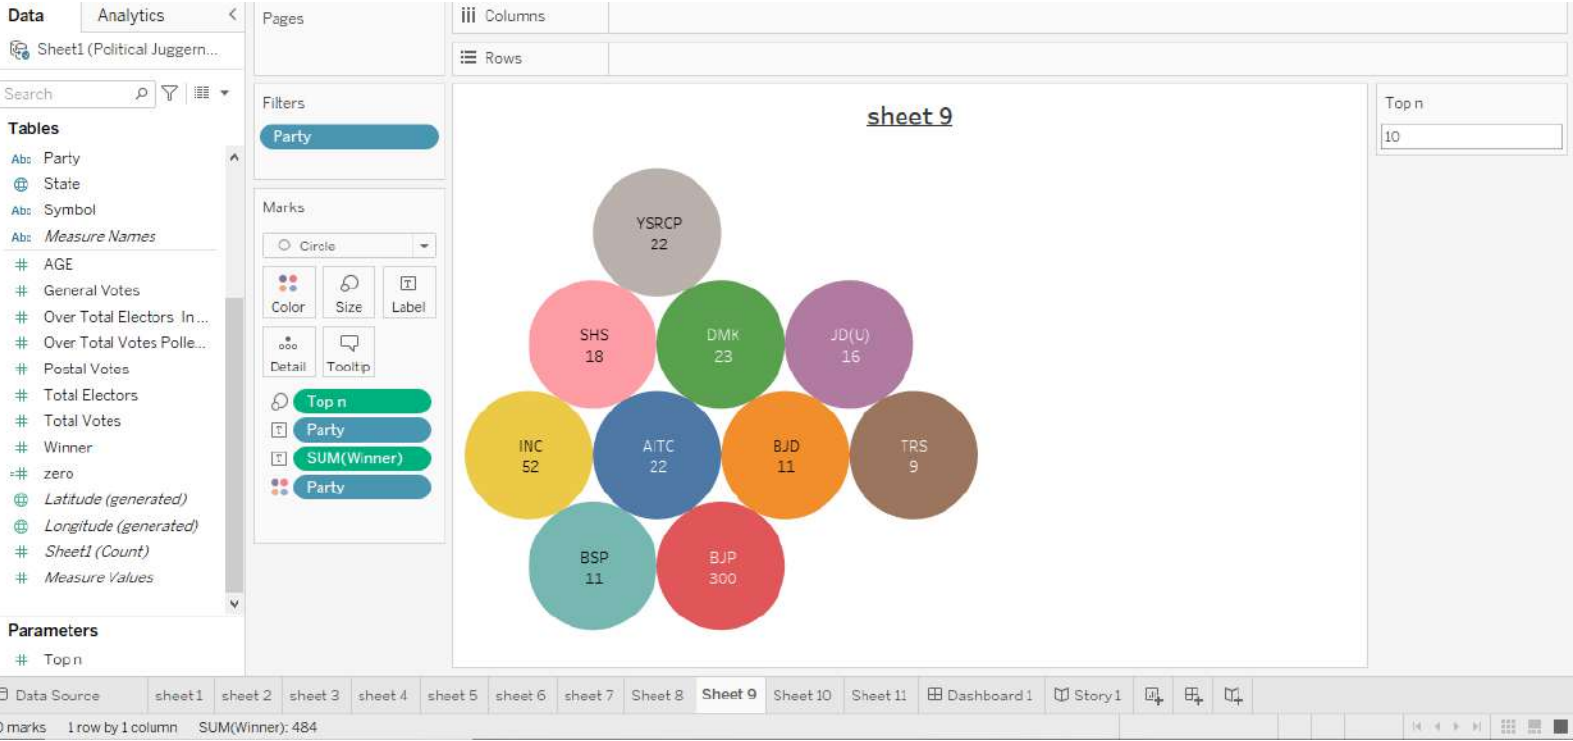 Data
Analytics
Sheet1 (Political Juggern...
Search
Tables
Abc Party
State
Abc Symbol
Abc Measure Names
# AGE
# General Votes
# Over Total Electors In ...
# Over Total Votes Polle...
# Postal Votes
# Total Electors
# Total Votes
# Winner
=# zero
Latitude (generated)
Longitude (generated)
# Sheet1 (Count)
# Measure Values
Parameters
# Top n
Pages
Filters
Party
Marks
Circle
Color Size Label
Detail Tooltip
Top n
Party
SUM(Winner)
Party
Columns
Rows
sheet 9
YSRCP
22
SHS
18
DMK
23
JD(U)
16
INC
52
AITC
22
BJD
11
TRS
9
BSP
11
BJP
300
Top n
10
Data Source sheet1 sheet 2 sheet 3 sheet 4 sheet 5 sheet 6 sheet 7 Sheet 8 Sheet 9 Sheet 10 Sheet 11 Dashboard 1 Story 1
marks 1 row by 1 column SUM(Winner): 484